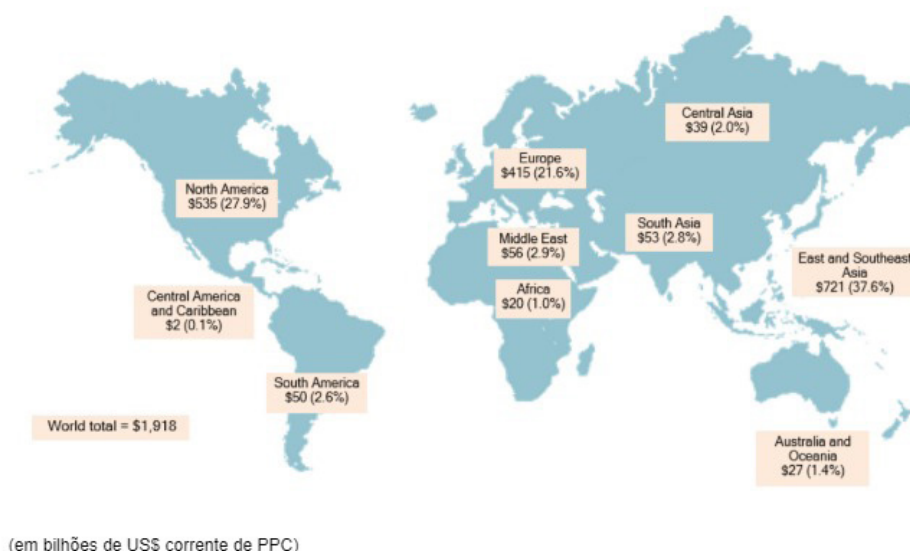 Central Asia
$39 (2.0%)
Europe
$415 (21.6%)
North America
$535 (27.9%)
South Asia
$53 (2.8%)
Middle East
$56 (2.9%)
East and Southeast
Asia
$721 (37.6%)
Africa
$20 (1.0%)
Central America
and Caribbean
$2 (0.1%)
South America
$50 (2.6%)
World total = $1,918
Australia and
Oceania
$27 (1.4%)
(em bilhões de US$ corrente de PPC)